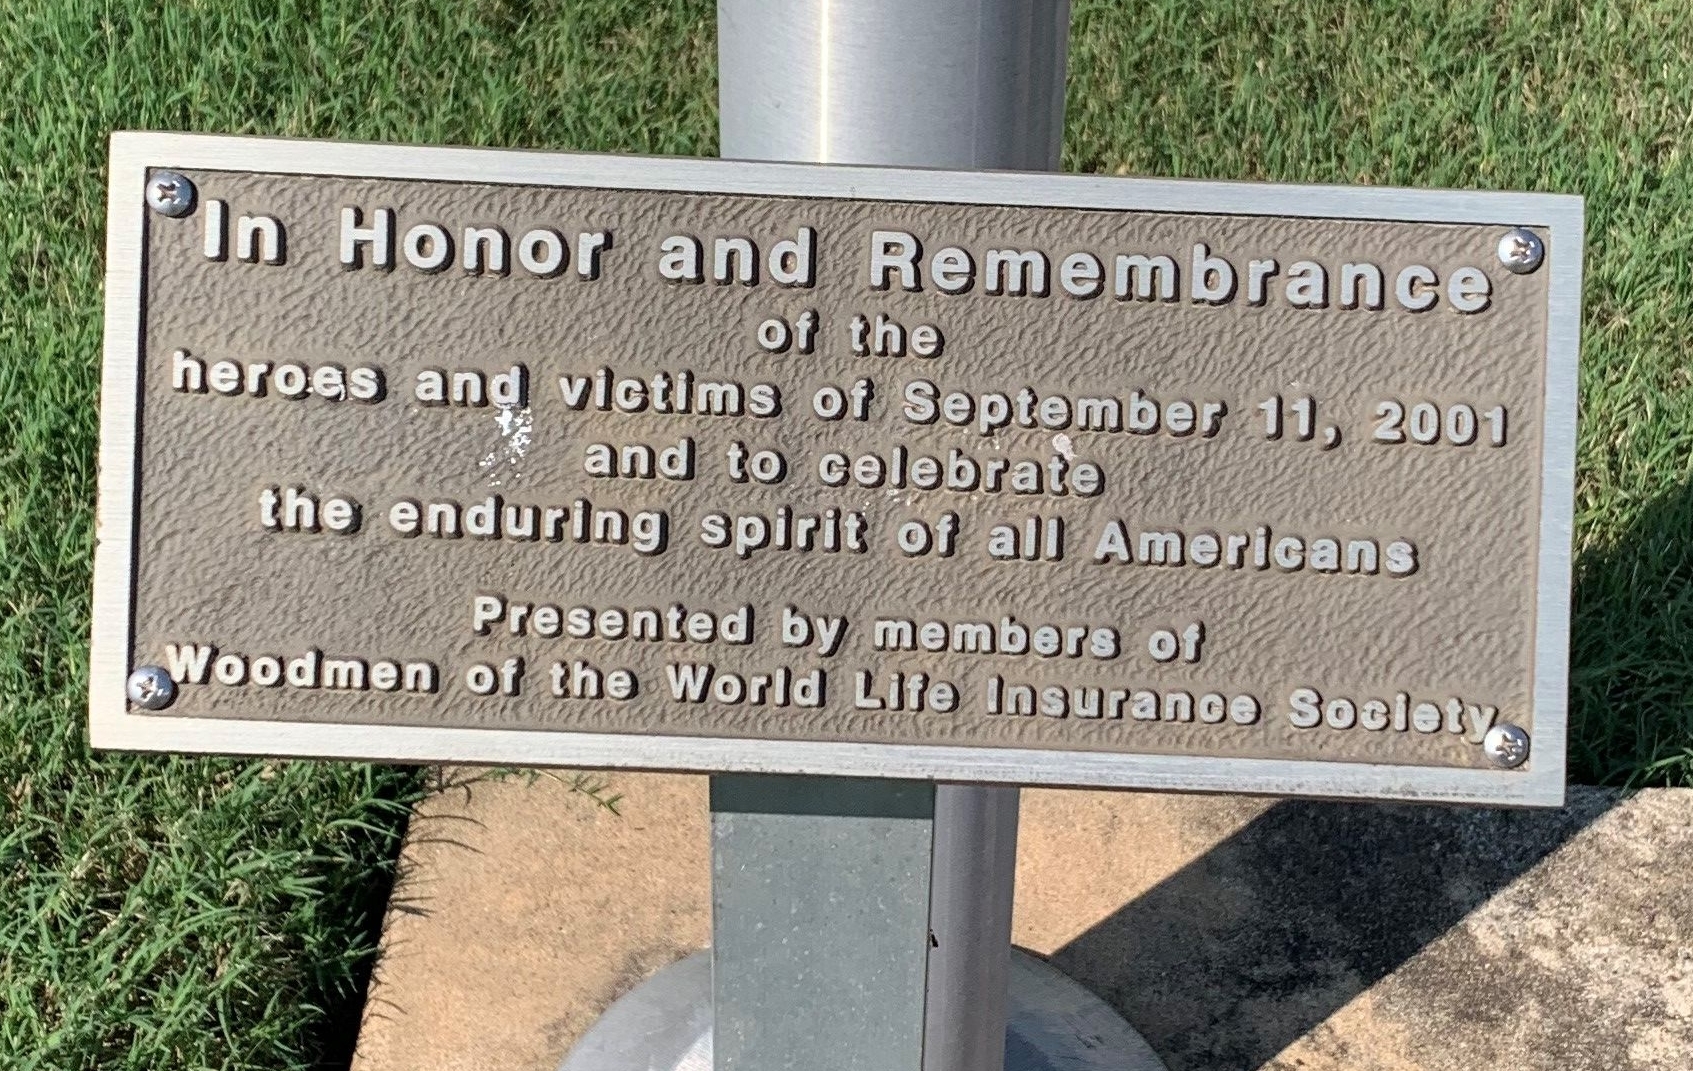 In Honor and Remembrance
of the
heroes and victims of September 11, 2001
and to celebrate
the enduring spirit of all Americans
Presented by members of
Woodmen of the World Life Insurance Society